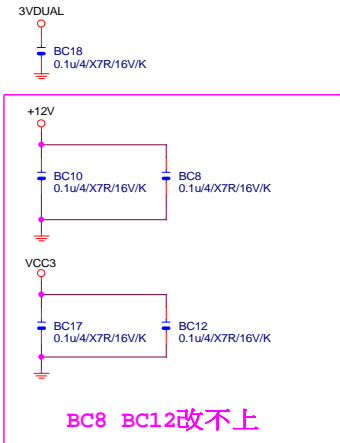 3VDUAL
BC18
0.1u/4/X7R/16V/K
+12V
BC10
0.1u/4/X7R/16V/K
BC8
0.1u/4/X7R/16V/K
VCC3
BC17
0.1u/4/X7R/16V/K
BC12
0.1u/4/X7R/16V/K
BC8 BC12改不上